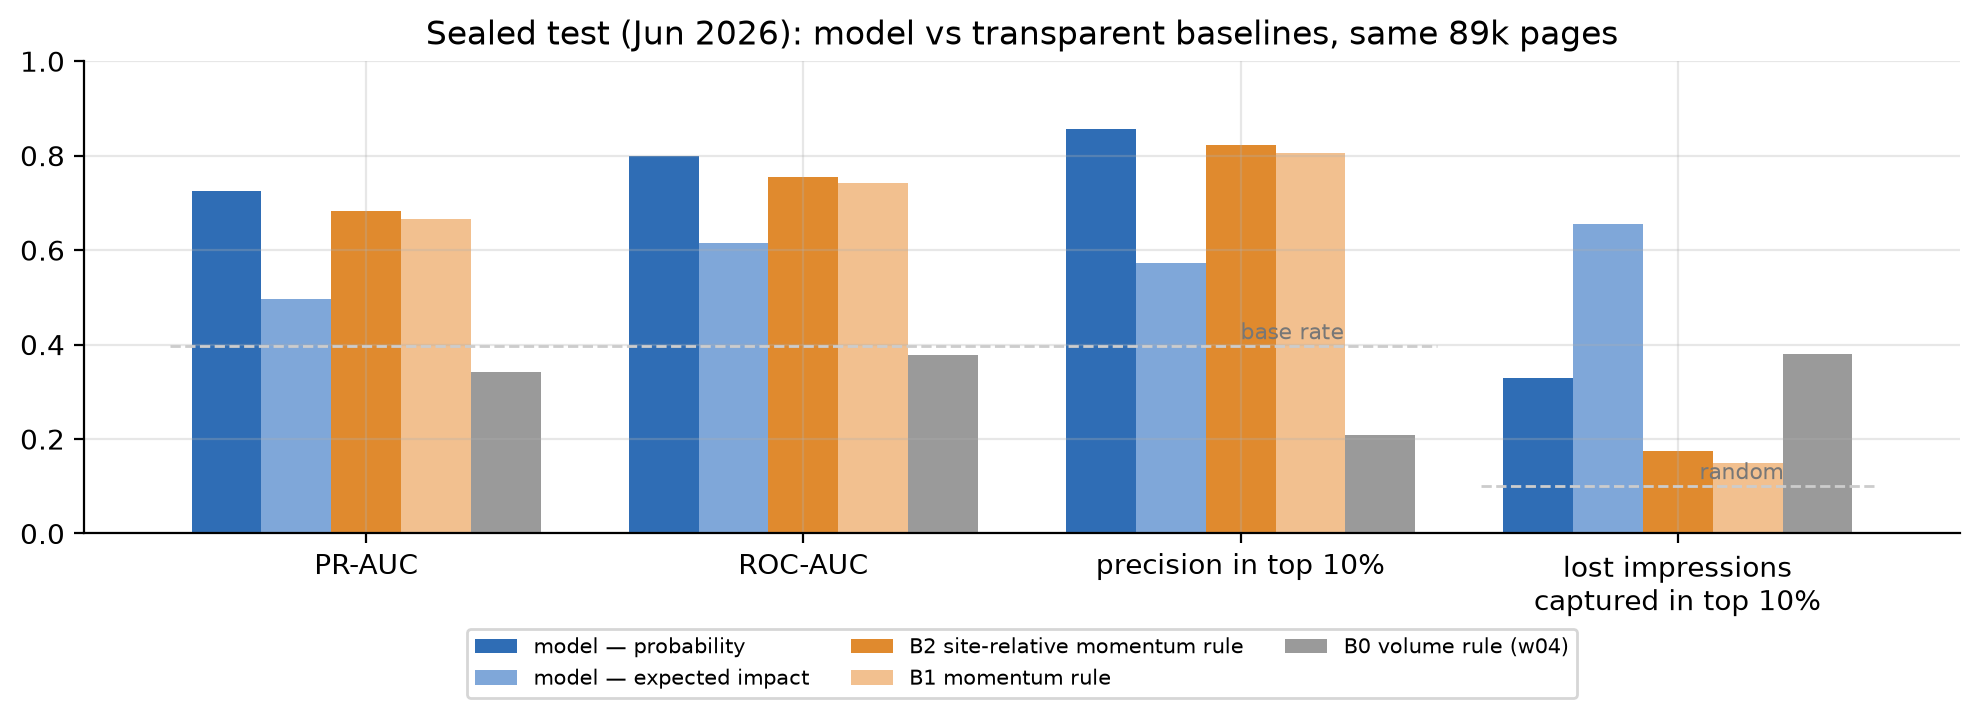 Sealed test (Jun 2026): model vs transparent baselines, same 89k pages
1.0
0.8
0.6
0.4
0.2
0.0
base rate
random
PR-AUC
ROC-AUC
precision in top 10%
lost impressions
captured in top 10%
model — probability
model — expected impact
B2 site-relative momentum rule
B1 momentum rule
B0 volume rule (w04)